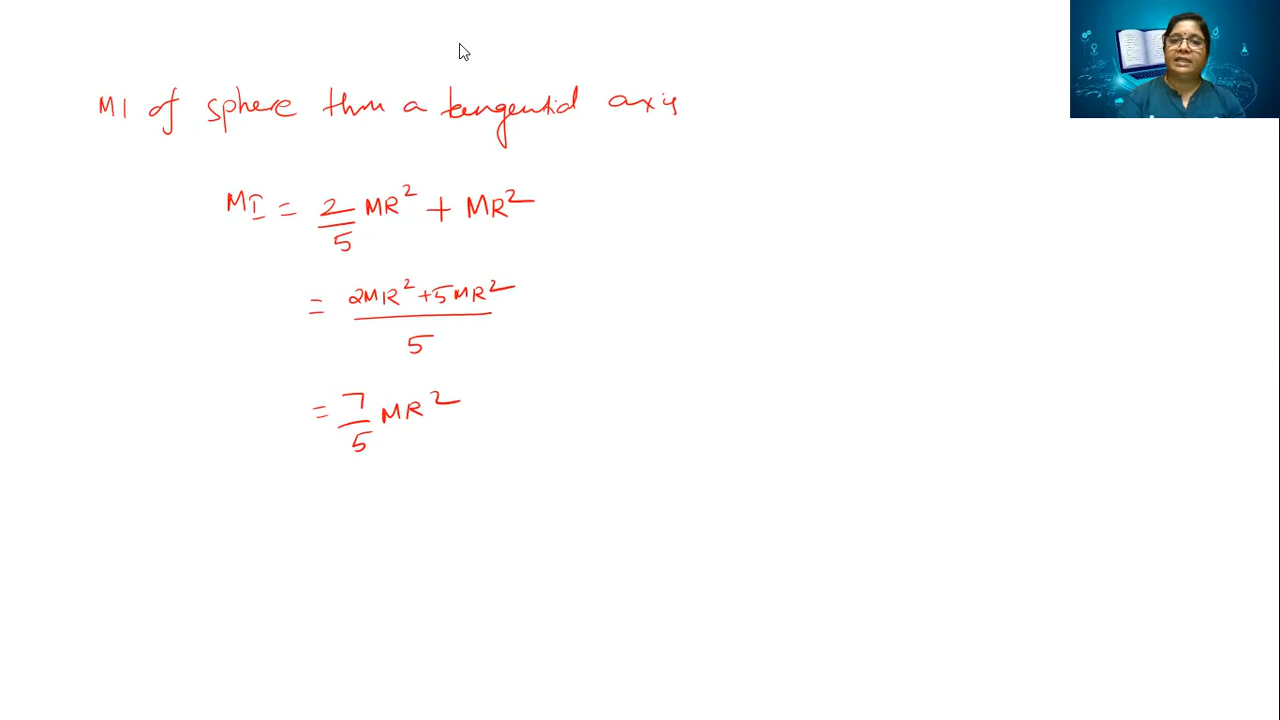 MI of sphere thru a tangential axis
MI = 2/5 MR² + MR²
= 2MR² + 5MR² / 5
= 7/5 MR²